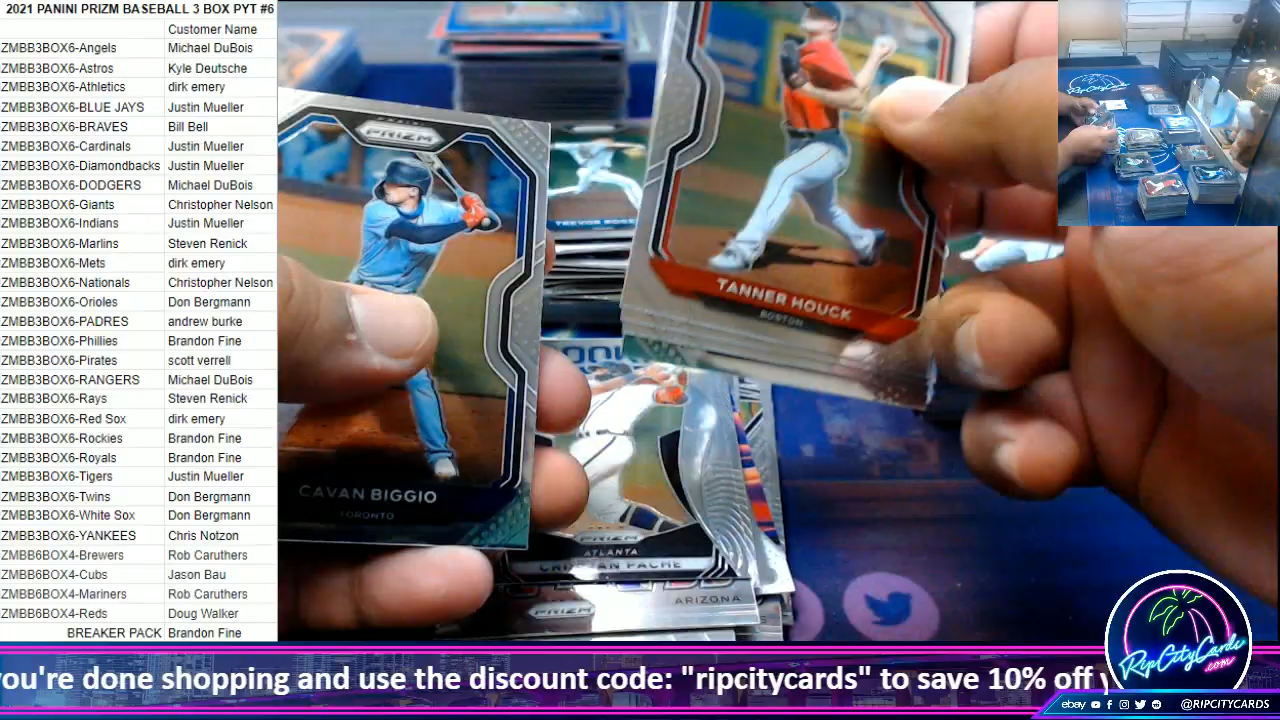 2021 PANINI PRIZM BASEBALL 3 BOX PYT #6
Customer Name
ZMBB3BOX6-Angels Michael DuBois
ZMBB3BOX6-Astros Kyle Deutsche
ZMBB3BOX6-Athletics dirk emery
ZMBB3BOX6-BLUE JAYS Justin Mueller
ZMBB3BOX6-BRAVES Bill Bell
ZMBB3BOX6-Cardinals Justin Mueller
ZMBB3BOX6-Diamondbacks Justin Mueller
ZMBB3BOX6-DODGERS Michael DuBois
ZMBB3BOX6-Giants Christopher Nelson
ZMBB3BOX6-Indians Justin Mueller
ZMBB3BOX6-Marlins Steven Renick
ZMBB3BOX6-Mets dirk emery
ZMBB3BOX6-Nationals Christopher Nelson
ZMBB3BOX6-Orioles Don Bergmann
ZMBB3BOX6-PADRES andrew burke
ZMBB3BOX6-Phillies Brandon Fine
ZMBB3BOX6-Pirates scott verrell
ZMBB3BOX6-RANGERS Michael DuBois
ZMBB3BOX6-Rays Steven Renick
ZMBB3BOX6-Red Sox dirk emery
ZMBB3BOX6-Rockies Brandon Fine
ZMBB3BOX6-Royals Brandon Fine
ZMBB3BOX6-Tigers Justin Mueller
ZMBB3BOX6-Twins Don Bergmann
ZMBB3BOX6-White Sox Don Bergmann
ZMBB3BOX6-YANKEES Chris Notzon
ZMBB6BOX4-Brewers Rob Caruthers
ZMBB6BOX4-Cubs Jason Bau
ZMBB6BOX4-Mariners Rob Caruthers
ZMBB6BOX4-Reds Doug Walker
BREAKER PACK Brandon Fine
PRIZM
CAVAN BIGGIO
TORONTO
TANNER HOUCK
BOSTON
TREVOR
PRIZM
ATLANTA
PACHE
PRIZM
ARIZONA
RipCityCards
RipCityCards
.com
you're done shopping and use the discount code: "ripcitycards" to save 10% off
ebay @RIPCITYCARDS